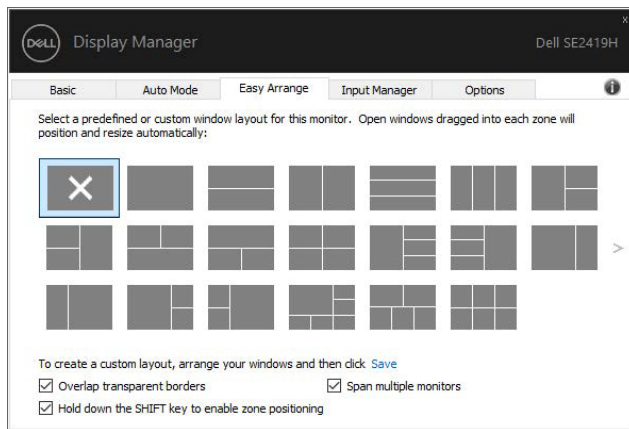 x
DELL Display Manager Dell SE2419H
Basic Auto Mode Easy Arrange Input Manager Options i
Select a predefined or custom window layout for this monitor. Open windows dragged into each zone will
position and resize automatically:
>
To create a custom layout, arrange your windows and then click Save
Overlap transparent borders Span multiple monitors
Hold down the SHIFT key to enable zone positioning